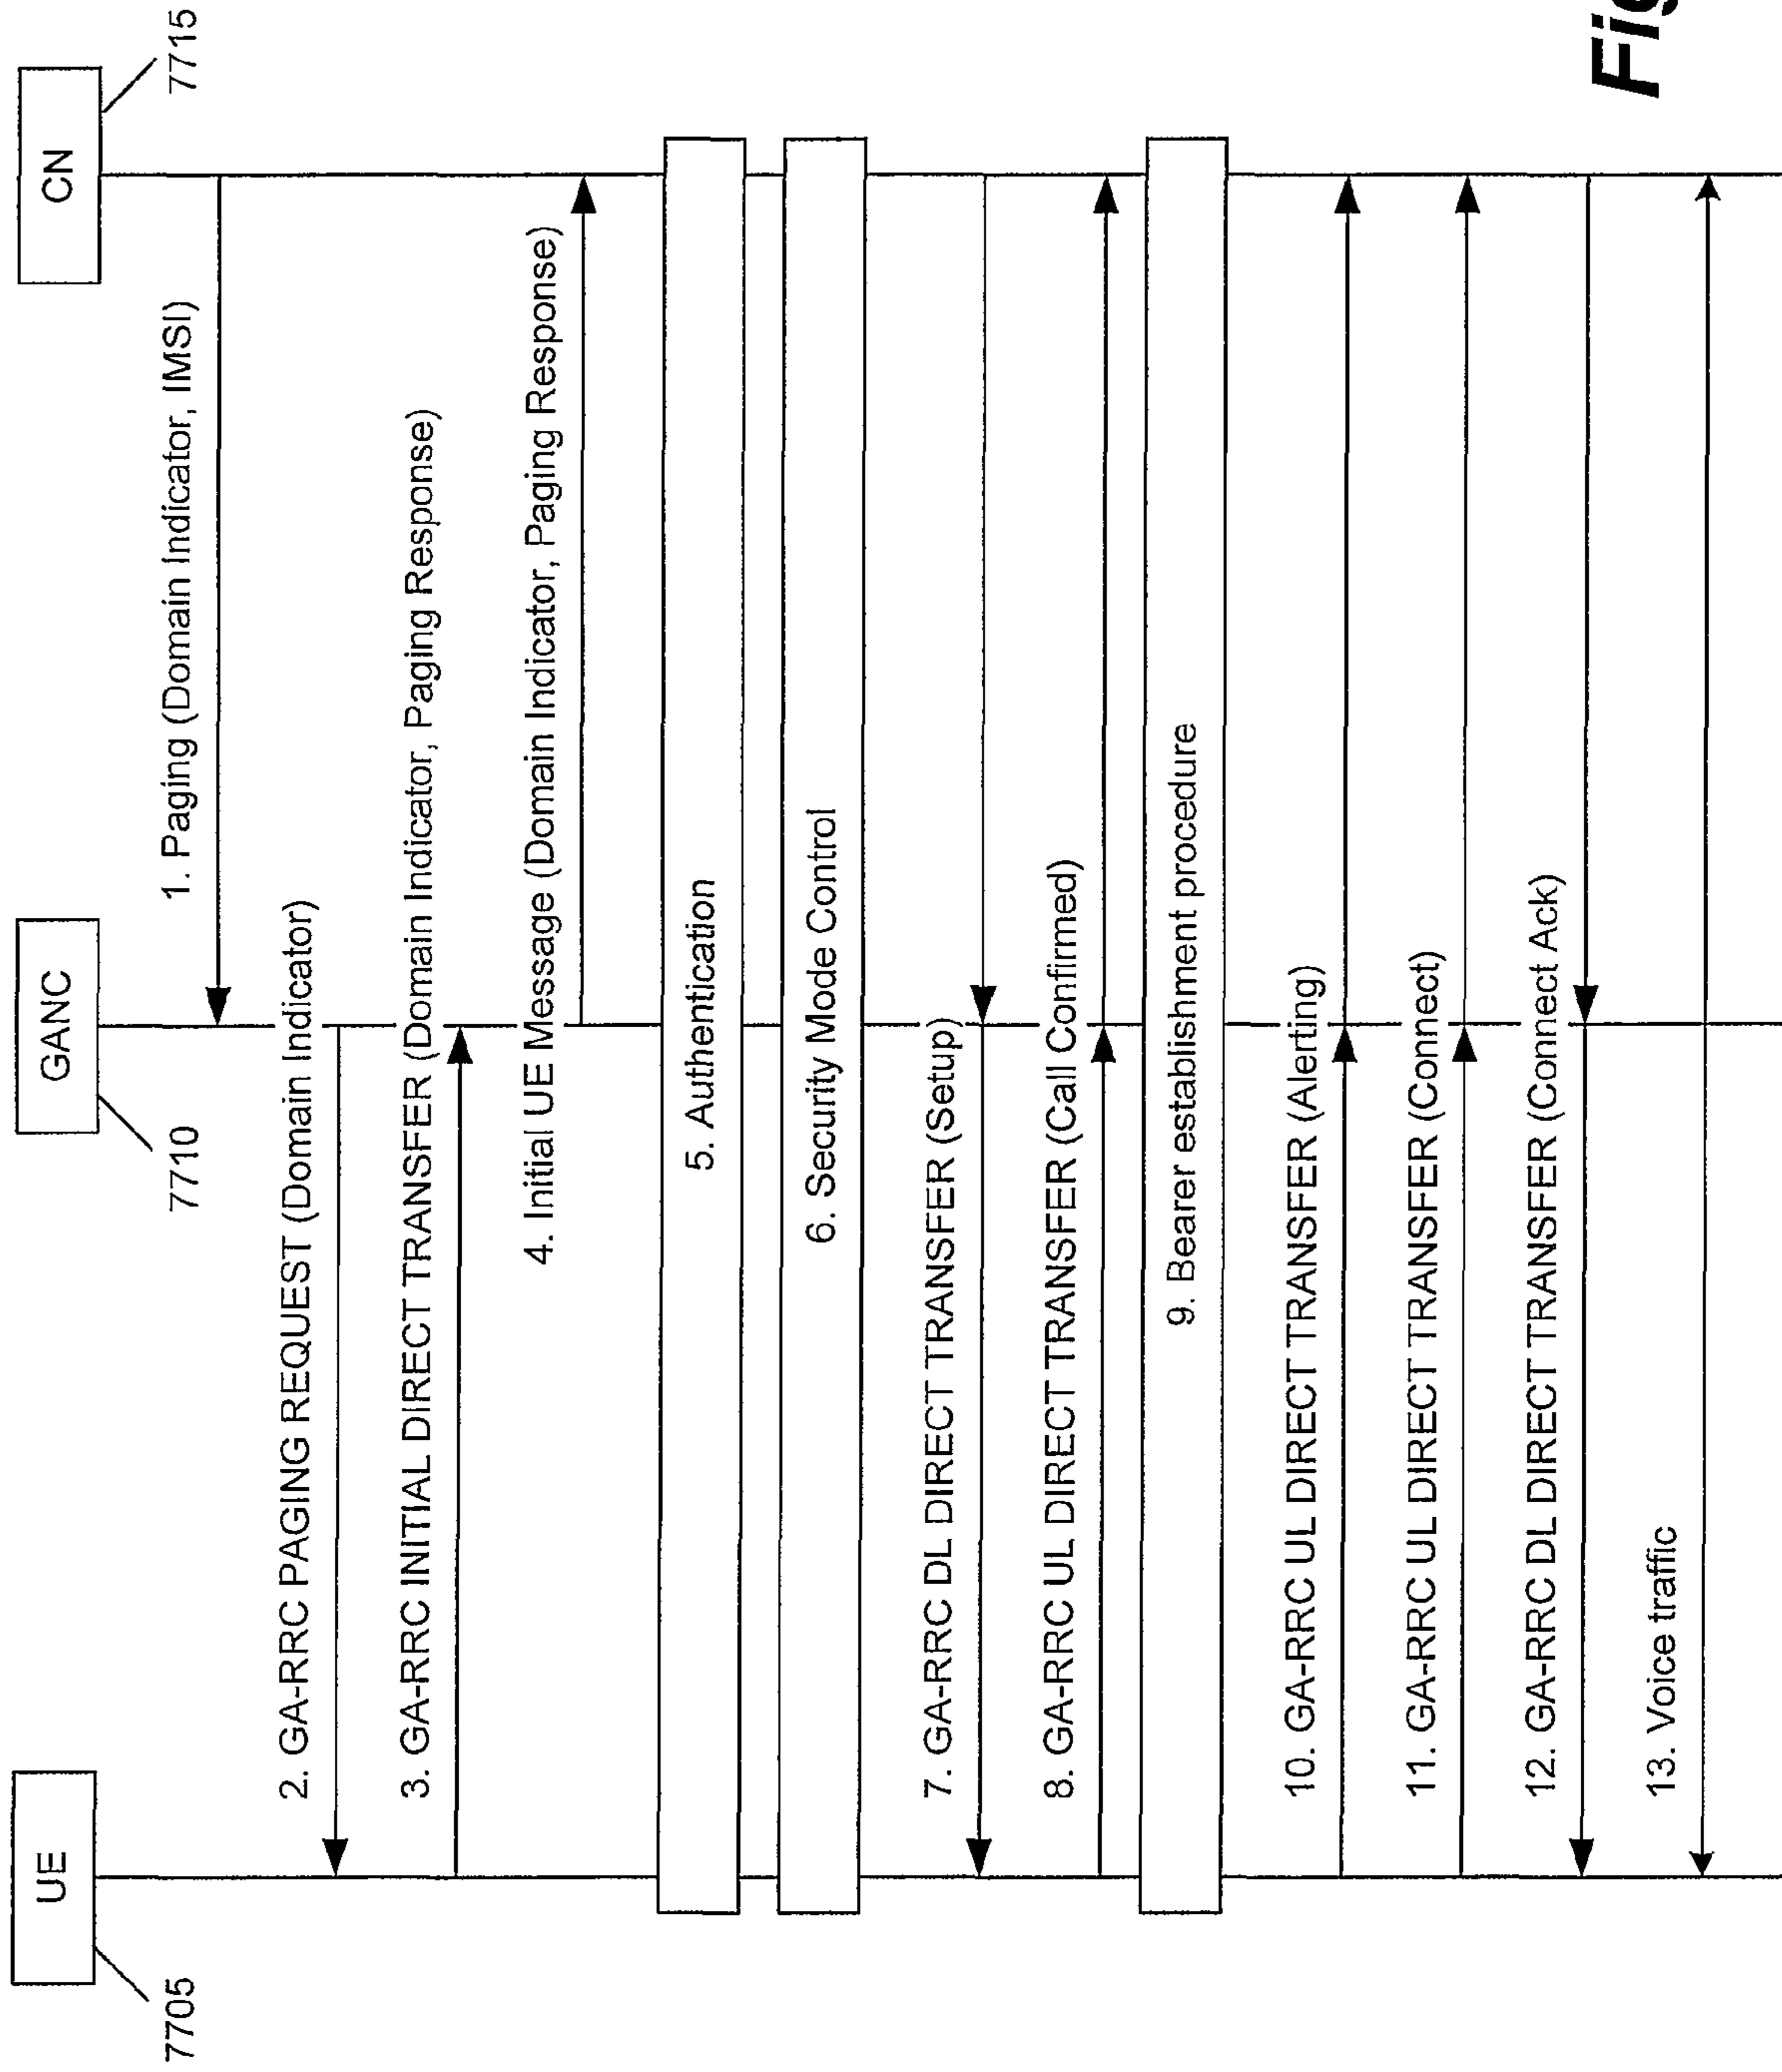 UE
GANC
CN
7705
7710
7715
1. Paging (Domain Indicator, IMSI)
2. GA-RRC PAGING REQUEST (Domain Indicator)
3. GA-RRC INITIAL DIRECT TRANSFER (Domain Indicator, Paging Response)
4. Initial UE Message (Domain Indicator, Paging Response)
5. Authentication
6. Security Mode Control
7. GA-RRC DL DIRECT TRANSFER (Setup)
8. GA-RRC UL DIRECT TRANSFER (Call Confirmed)
9. Bearer establishment procedure
10. GA-RRC UL DIRECT TRANSFER (Alerting)
11. GA-RRC UL DIRECT TRANSFER (Connect)
12. GA-RRC DL DIRECT TRANSFER (Connect Ack)
13. Voice traffic
Fig